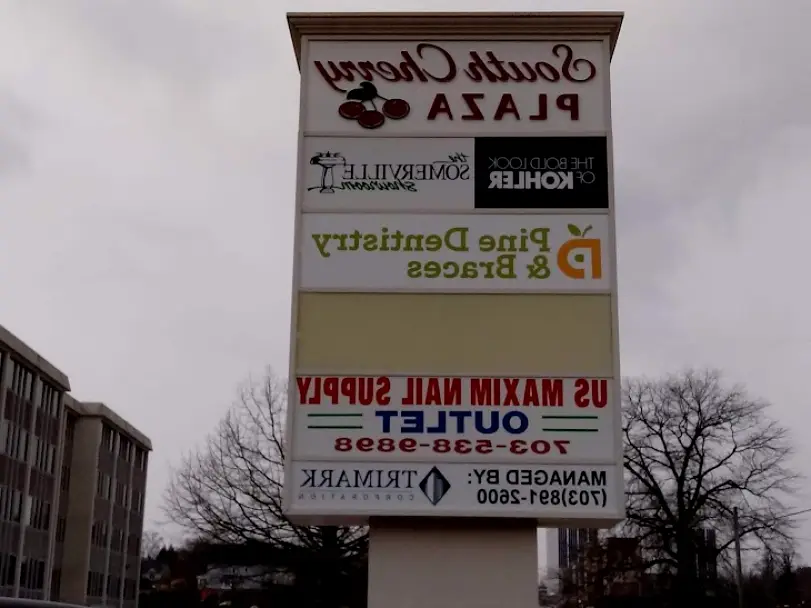 South Cherry
PLAZA
THE BOLD LOOK
OF KOHLER
the
SOMERVILLE
showroom
Pine Dentistry
& Braces
US MAXIM NAIL SUPPLY
OUTLET
703-538-9898
MANAGED BY:
(703)891-2600
TRIMARK
CORPORATION